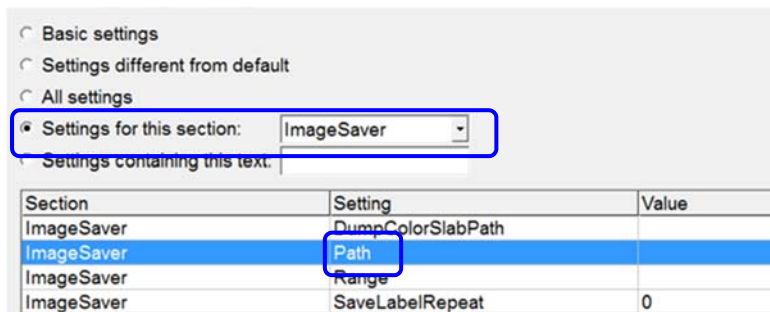 Basic settings
Settings different from default
All settings
Settings for this section: ImageSaver
Settings containing this text:
Section Setting Value
ImageSaver DumpColorSlabPath
ImageSaver Path
ImageSaver Range
ImageSaver SaveLabelRepeat 0